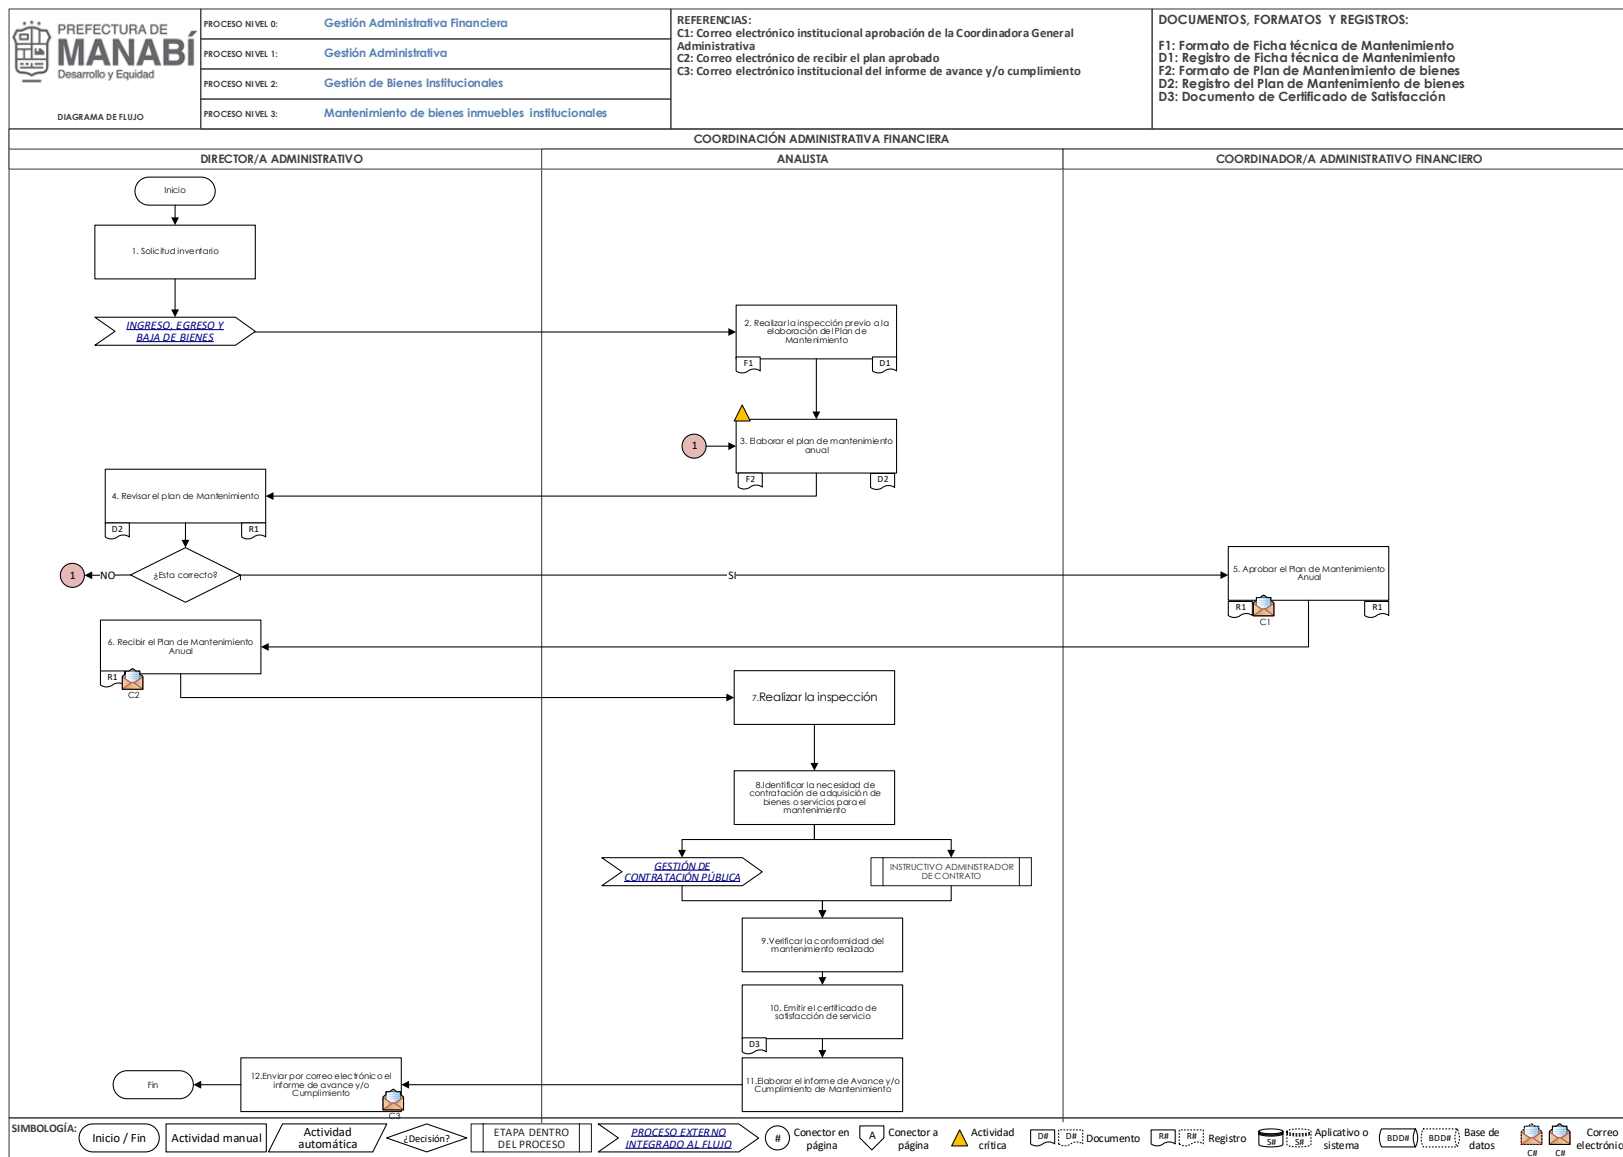 PREFECTURA DE
MANABÍ
Desarrollo y Equidad
DIAGRAMA DE FLUJO
PROCESO NIVEL 0: Gestión Administrativa Financiera
PROCESO NIVEL 1: Gestión Administrativa
PROCESO NIVEL 2: Gestión de Bienes Institucionales
PROCESO NIVEL 3: Mantenimiento de bienes inmuebles institucionales
REFERENCIAS:
C1: Correo electrónico institucional aprobación de la Coordinadora General
Administrativa
C2: Correo electrónico de recibir el plan aprobado
C3: Correo electrónico institucional del informe de avance y/o cumplimiento
DOCUMENTOS, FORMATOS Y REGISTROS:
F1: Formato de Ficha técnica de Mantenimiento
D1: Registro de Ficha técnica de Mantenimiento
F2: Formato de Plan de Mantenimiento de bienes
D2: Registro del Plan de Mantenimiento de bienes
D3: Documento de Certificado de Satisfacción
COORDINACIÓN ADMINISTRATIVA FINANCIERA
DIRECTOR/A ADMINISTRATIVO
ANALISTA
COORDINADOR/A ADMINISTRATIVO FINANCIERO
Inicio
1. Solicitud inventario
INGRESO, EGRESO Y
BAJA DE BIENES
2. Realizar la inspección previo a la
elaboración del Plan de
Mantenimiento
F1
D1
1
3. Elaborar el plan de mantenimiento
anual
F2
D2
4. Revisar el plan de Mantenimiento
D2
R1
1
NO
¿Esta correcto?
SI
5. Aprobar el Plan de Mantenimiento
Anual
R1
C1
R1
6. Recibir el Plan de Mantenimiento
Anual
R1
C2
7.Realizar la inspección
8.Identificar la necesidad de
contratación de adquisición de
bienes o servicios para el
mantenimiento
GESTIÓN DE
CONTRATACIÓN PÚBLICA
INSTRUCTIVO ADMINISTRADOR
DE CONTRATO
9.Verificar la conformidad del
mantenimiento realizado
10. Emitir el certificado de
satisfacción de servicio
D3
11.Elaborar el informe de Avance y/o
Cumplimiento de Mantenimiento
12.Enviar por correo electrónico el
informe de avance y/o
Cumplimiento
C3
Fin
SIMBOLOGÍA:
Inicio / Fin
Actividad manual
Actividad
automática
¿Decisión?
ETAPA DENTRO
DEL PROCESO
PROCESO EXTERNO
INTEGRADO AL FLUJO
#
Conector en
página
A
Conector a
página
Actividad
crítica
D#
D#
Documento
R#
R#
Registro
S#
S#
Aplicativo o
sistema
BDD#
BDD#
Base de
datos
C#
C#
Correo
electrónico